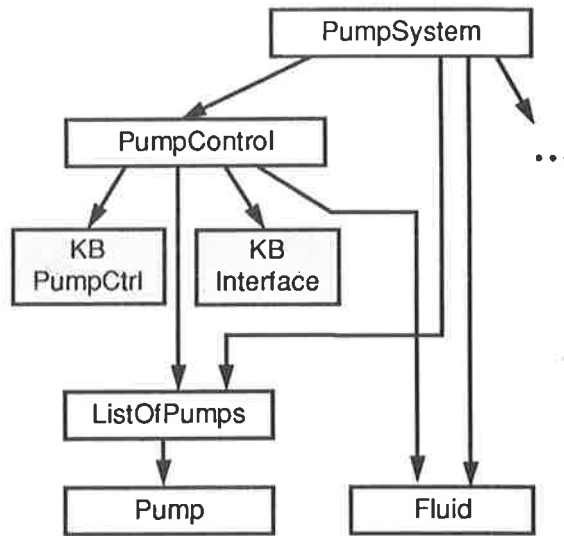 PumpSystem
PumpControl
...
KB
PumpCtrl
KB
Interface
ListOfPumps
Pump
Fluid